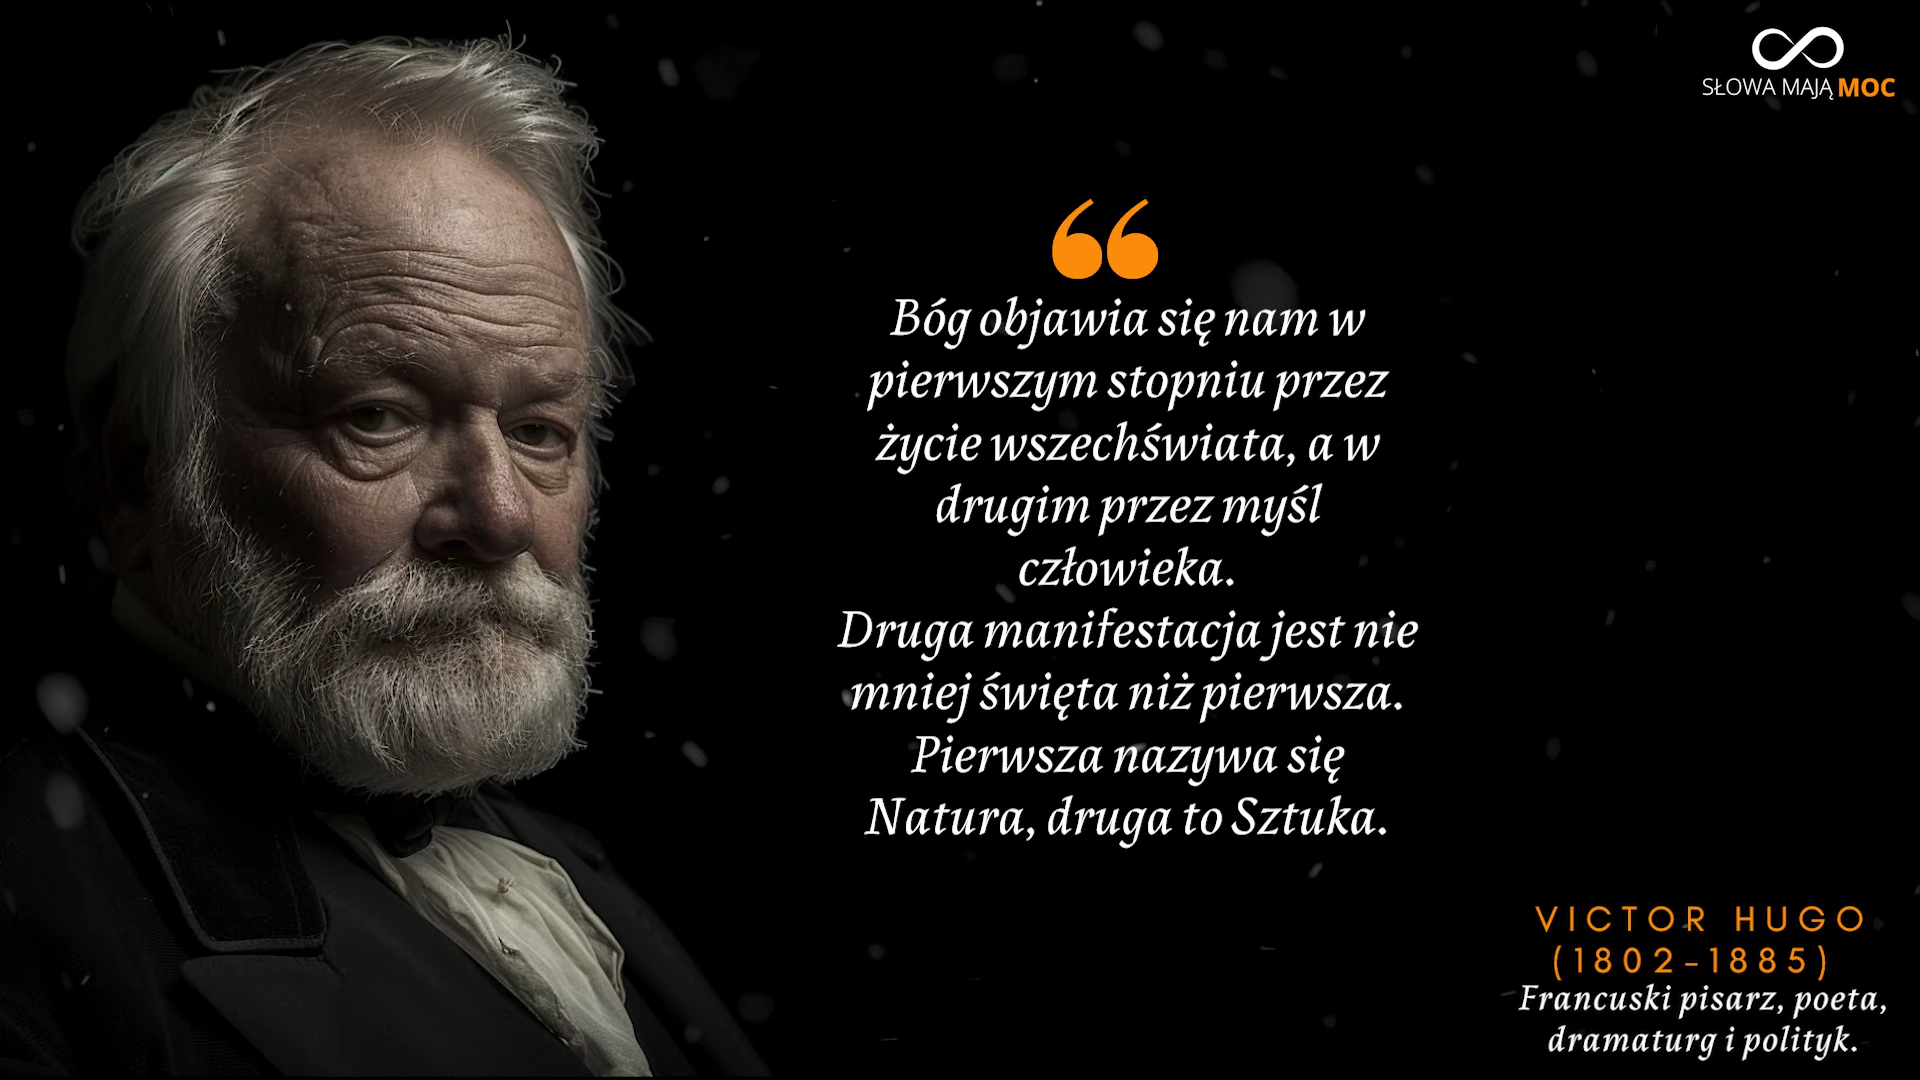 SŁOWA MAJĄ MOC
Bóg objawia się nam w
pierwszym stopniu przez
życie wszechświata, a w
drugim przez myśl
człowieka.
Druga manifestacja jest nie
mniej święta niż pierwsza.
Pierwsza nazywa się
Natura, druga to Sztuka.
VICTOR HUGO
(1802-1885)
Francuski pisarz, poeta,
dramaturg i polityk.